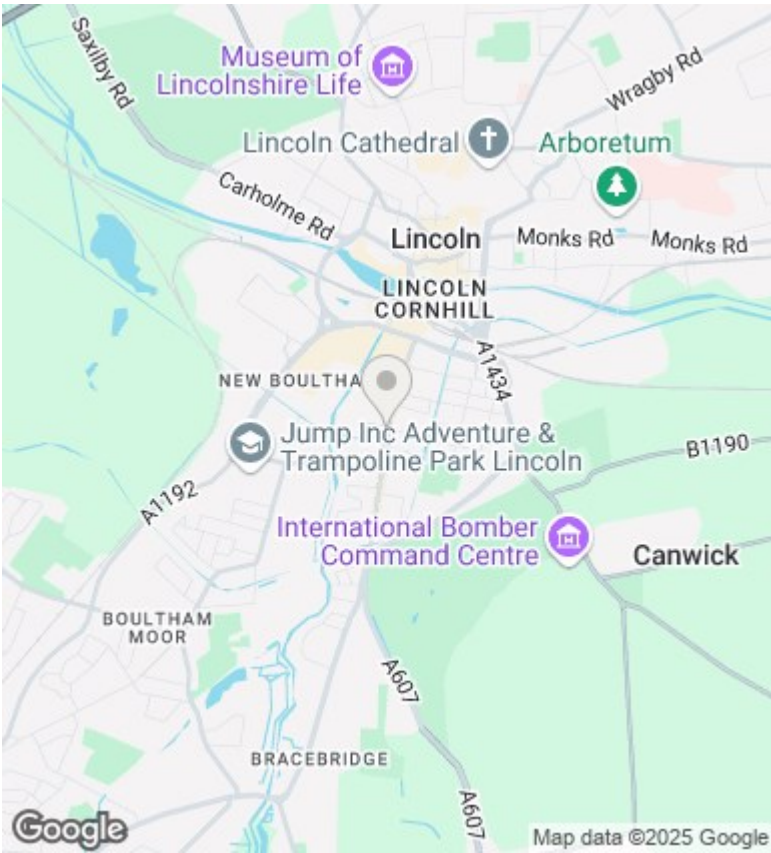 Saxilby Rd
Museum of
Lincolnshire Life
Wragby Rd
Lincoln Cathedral
Arboretum
Carholme Rd
Lincoln
Monks Rd
Monks Rd
LINCOLN
CORNHILL
A1434
NEW BOULTHA
Jump Inc Adventure &
Trampoline Park Lincoln
B1190
A1192
International Bomber
Command Centre
Canwick
BOULTHAM
MOOR
A607
BRACEBRIDGE
A607
Google
Map data ©2025 Google